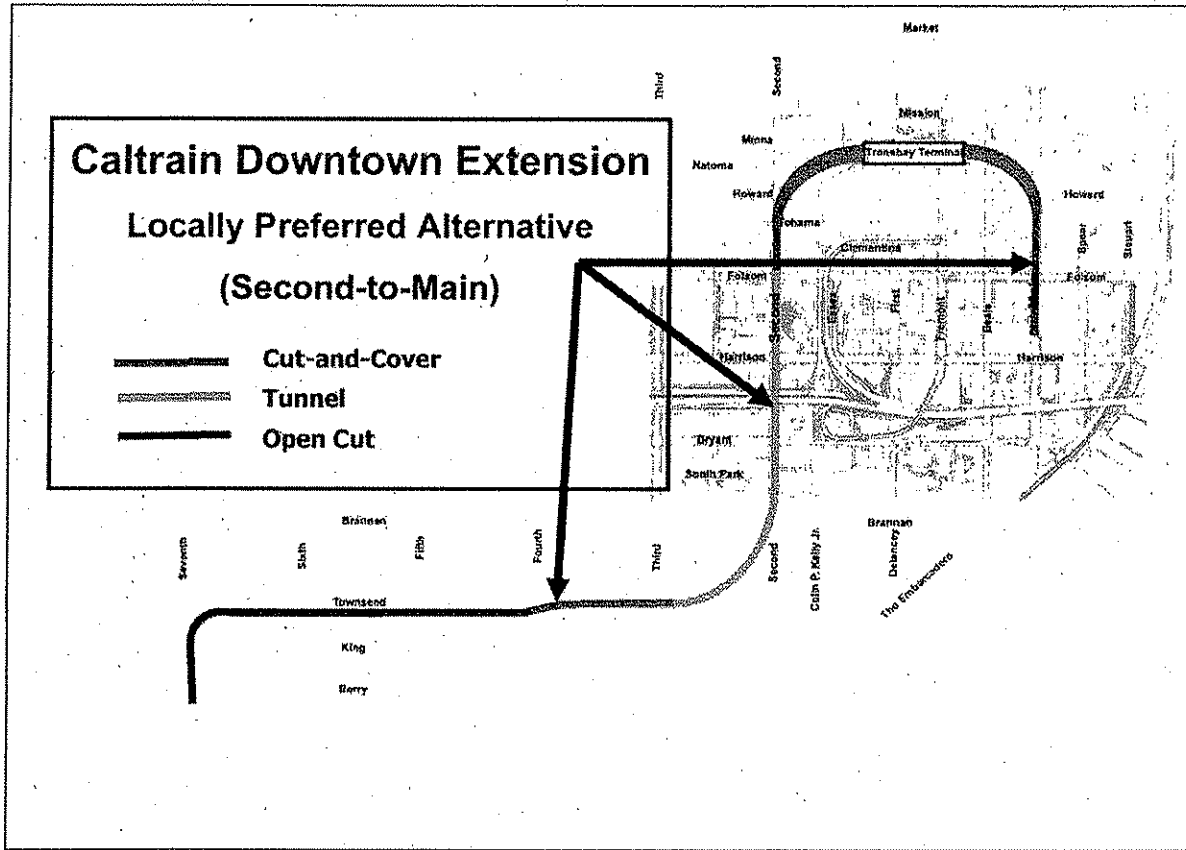 Market
Third
Second
Mission
Minna
Transbay Terminal
Natoma
Howard
Howard
Tehama
Clementina
Spear
Steuart
Folsom
Folsom
Second
Essex
First
Fremont
Beale
Harrison
Harrison
Bryant
South Park
Caltrain Downtown Extension
Locally Preferred Alternative
(Second-to-Main)
Cut-and-Cover
Tunnel
Open Cut
Brannan
Brannan
Seventh
Sixth
Fifth
Fourth
Third
Second
Colin P. Kelly Jr.
Delancey
The Embarcadero
Townsend
King
Berry